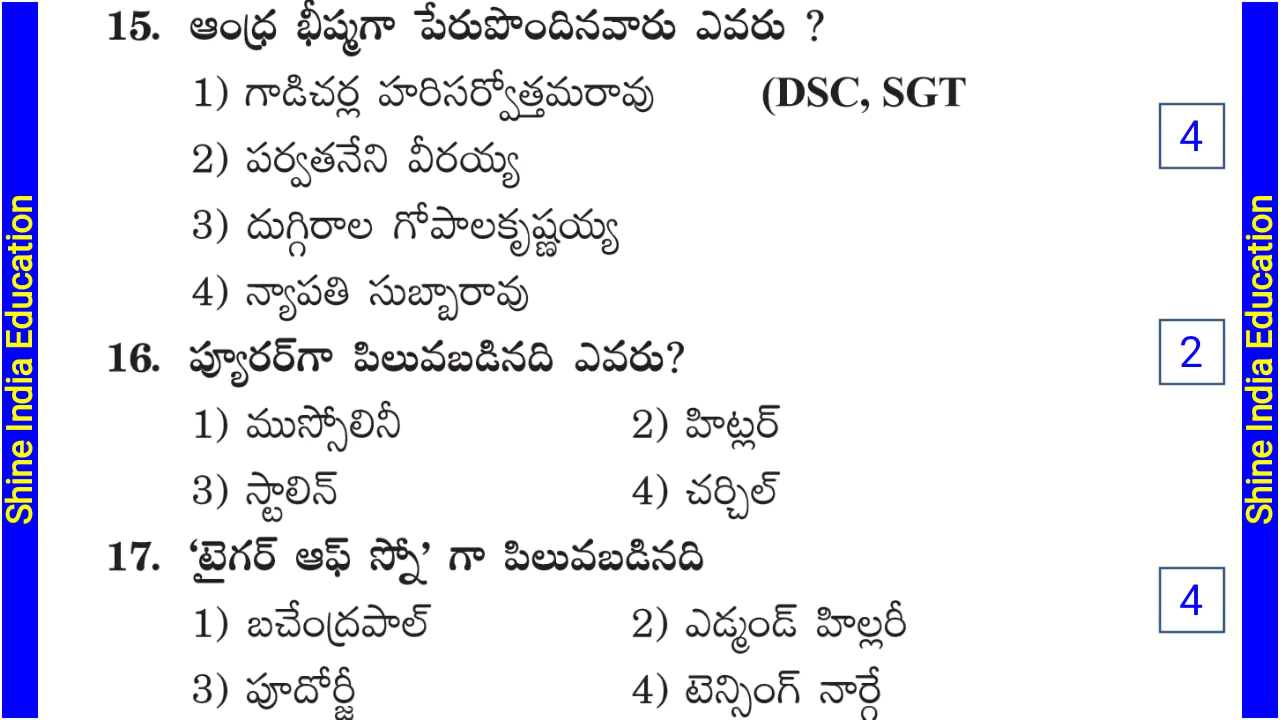 Shine India Education
15. ఆంధ్ర భీష్మగా పేరుపొందినవారు ఎవరు ?
1) గాడిచర్ల హరిసర్వోత్తమరావు (DSC, SGT
4
2) పర్వతనేని వీరయ్య
3) దుగ్గిరాల గోపాలకృష్ణయ్య
4) న్యాపతి సుబ్బారావు
16. ప్యూరర్‌గా పిలువబడినది ఎవరు?
2
1) ముస్సోలినీ 2) హిట్లర్
3) స్టాలిన్ 4) చర్చిల్
17. ‘టైగర్ ఆఫ్ స్నో’ గా పిలువబడినది
4
1) బచేంద్రపాల్ 2) ఎడ్మండ్ హిల్లరీ
3) పూదోర్జీ 4) టెన్సింగ్ నార్గే
Shine India Education